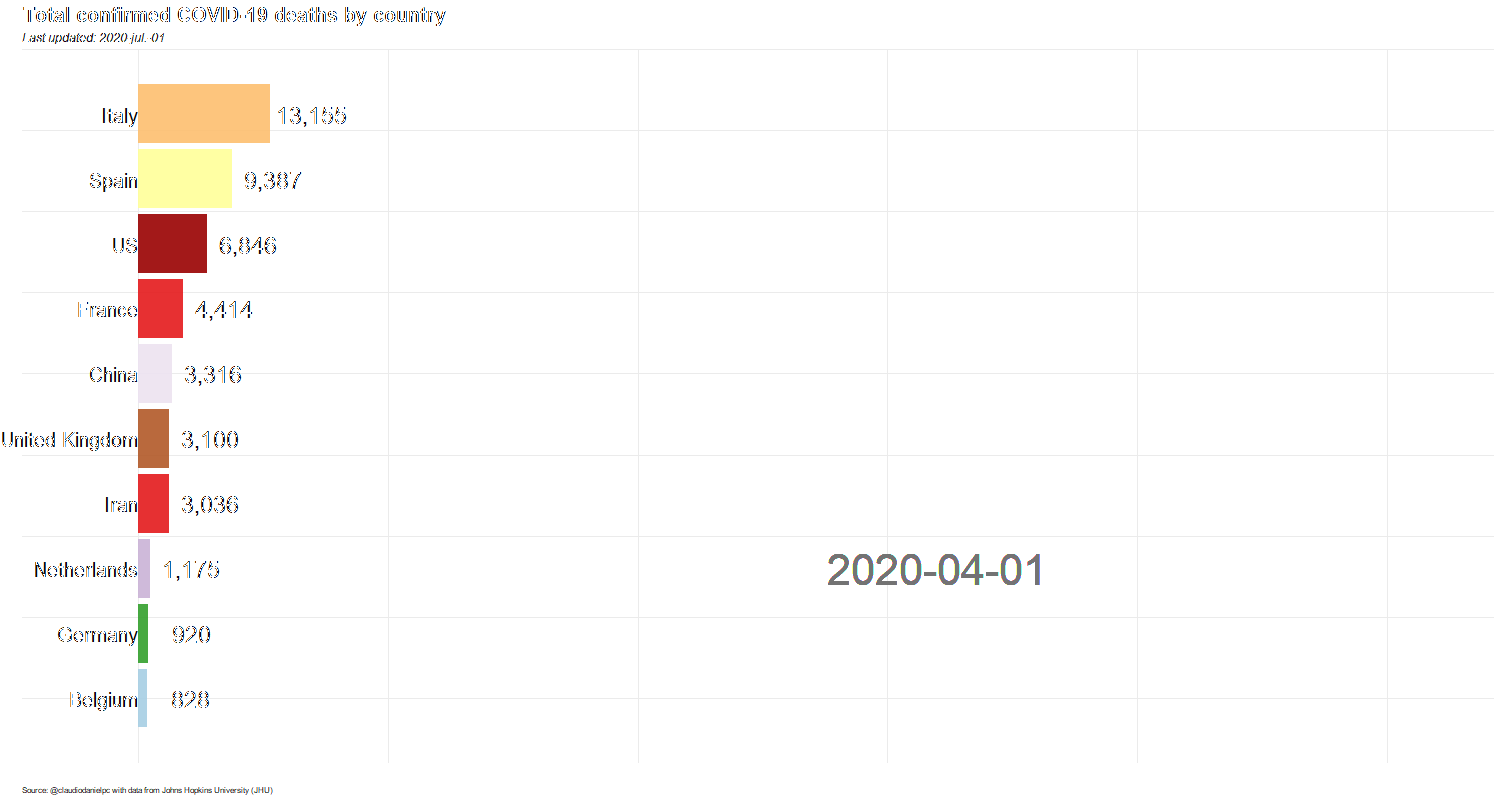 Total confirmed COVID-19 deaths by country
Last updated: 2020-jul.-01
Italy 13,155
Spain 9,387
US 6,846
France 4,414
China 3,316
United Kingdom 3,100
Iran 3,036
Netherlands 1,175
2020-04-01
Germany 920
Belgium 828
Source: @claudiodanielpc with data from Johns Hopkins University (JHU)